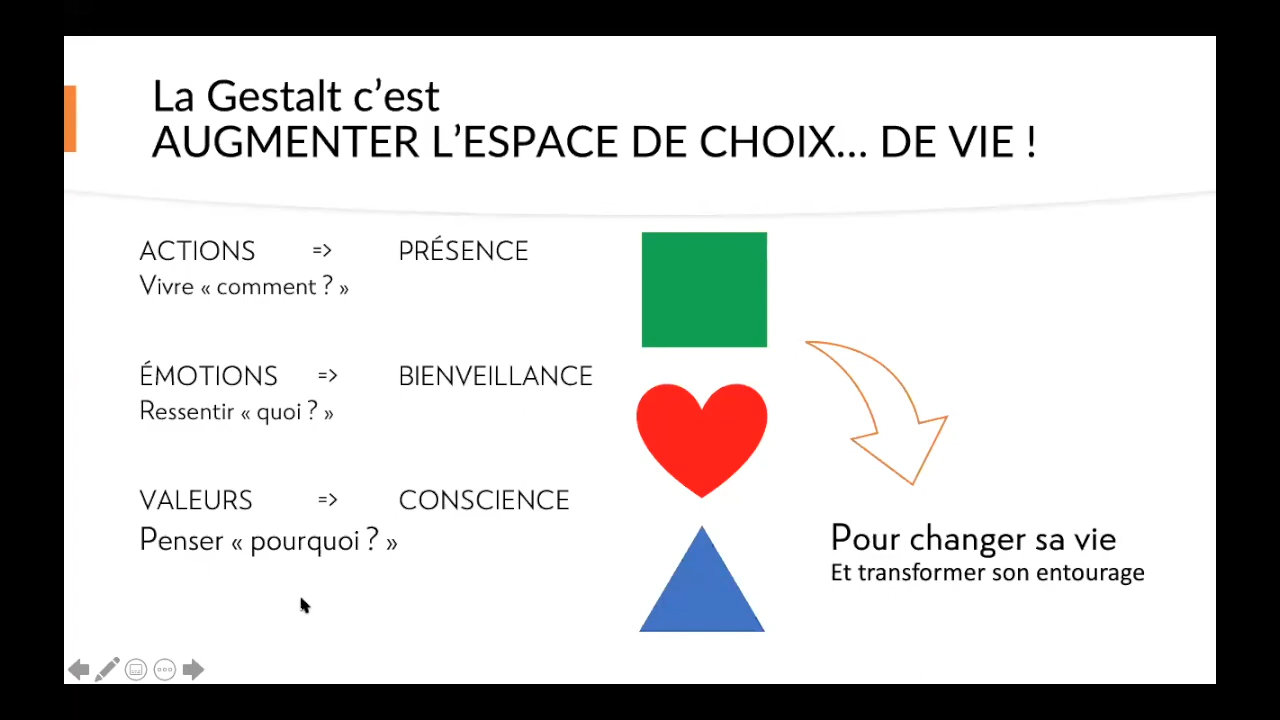 La Gestalt c’est
AUGMENTER L’ESPACE DE CHOIX... DE VIE !
ACTIONS => PRÉSENCE
Vivre « comment ? »
ÉMOTIONS => BIENVEILLANCE
Ressentir « quoi ? »
VALEURS => CONSCIENCE
Penser « pourquoi ? »
Pour changer sa vie
Et transformer son entourage